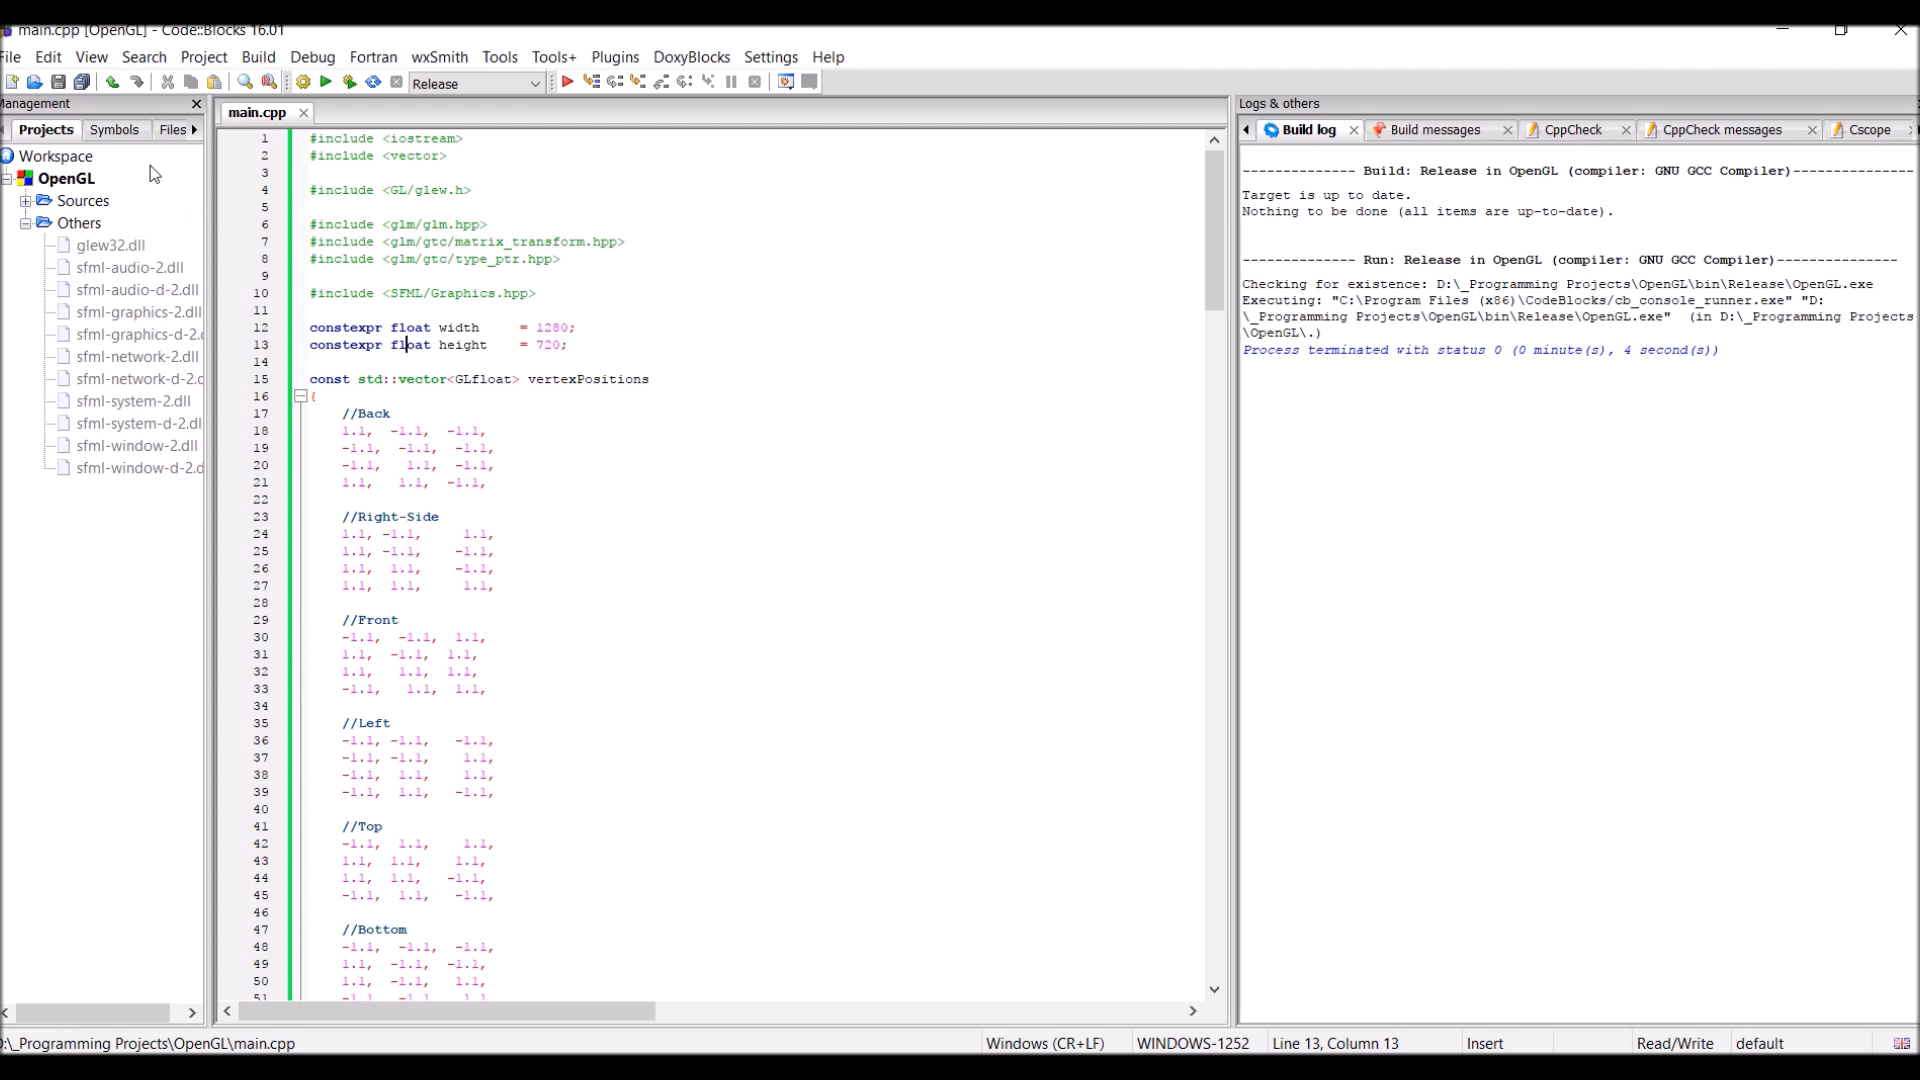 main.cpp [OpenGL] - Code::Blocks 16.01
File Edit View Search Project Build Debug Fortran wxSmith Tools Tools+ Plugins DoxyBlocks Settings Help
Release
Management
Projects Symbols Files
Workspace
OpenGL
Sources
Others
glew32.dll
sfml-audio-2.dll
sfml-audio-d-2.dll
sfml-graphics-2.dll
sfml-graphics-d-2.d
sfml-network-2.dll
sfml-network-d-2.d
sfml-system-2.dll
sfml-system-d-2.dll
sfml-window-2.dll
sfml-window-d-2.d
main.cpp
1 #include <iostream>
2 #include <vector>
3
4 #include <GL/glew.h>
5
6 #include <glm/glm.hpp>
7 #include <glm/gtc/matrix_transform.hpp>
8 #include <glm/gtc/type_ptr.hpp>
9
10 #include <SFML/Graphics.hpp>
11
12 constexpr float width = 1280;
13 constexpr float height = 720;
14
15 const std::vector<GLfloat> vertexPositions
16 {
17 //Back
18 1.1, -1.1, -1.1,
19 -1.1, -1.1, -1.1,
20 -1.1, 1.1, -1.1,
21 1.1, 1.1, -1.1,
22
23 //Right-Side
24 1.1, -1.1, 1.1,
25 1.1, -1.1, -1.1,
26 1.1, 1.1, -1.1,
27 1.1, 1.1, 1.1,
28
29 //Front
30 -1.1, -1.1, 1.1,
31 1.1, -1.1, 1.1,
32 1.1, 1.1, 1.1,
33 -1.1, 1.1, 1.1,
34
35 //Left
36 -1.1, -1.1, -1.1,
37 -1.1, -1.1, 1.1,
38 -1.1, 1.1, 1.1,
39 -1.1, 1.1, -1.1,
40
41 //Top
42 -1.1, 1.1, 1.1,
43 1.1, 1.1, 1.1,
44 1.1, 1.1, -1.1,
45 -1.1, 1.1, -1.1,
46
47 //Bottom
48 -1.1, -1.1, -1.1,
49 1.1, -1.1, -1.1,
50 1.1, -1.1, 1.1,
51 -1.1, -1.1, 1.1,
Logs & others
Build log Build messages CppCheck CppCheck messages Cscope
-------------- Build: Release in OpenGL (compiler: GNU GCC Compiler)---------------
Target is up to date.
Nothing to be done (all items are up-to-date).
-------------- Run: Release in OpenGL (compiler: GNU GCC Compiler)---------------
Checking for existence: D:\_Programming Projects\OpenGL\bin\Release\OpenGL.exe
Executing: "C:\Program Files (x86)\CodeBlocks/cb_console_runner.exe" "D:
\_Programming Projects\OpenGL\bin\Release\OpenGL.exe" (in D:\_Programming Projects
\OpenGL\.)
Process terminated with status 0 (0 minute(s), 4 second(s))
D:\_Programming Projects\OpenGL\main.cpp Windows (CR+LF) WINDOWS-1252 Line 13, Column 13 Insert Read/Write default